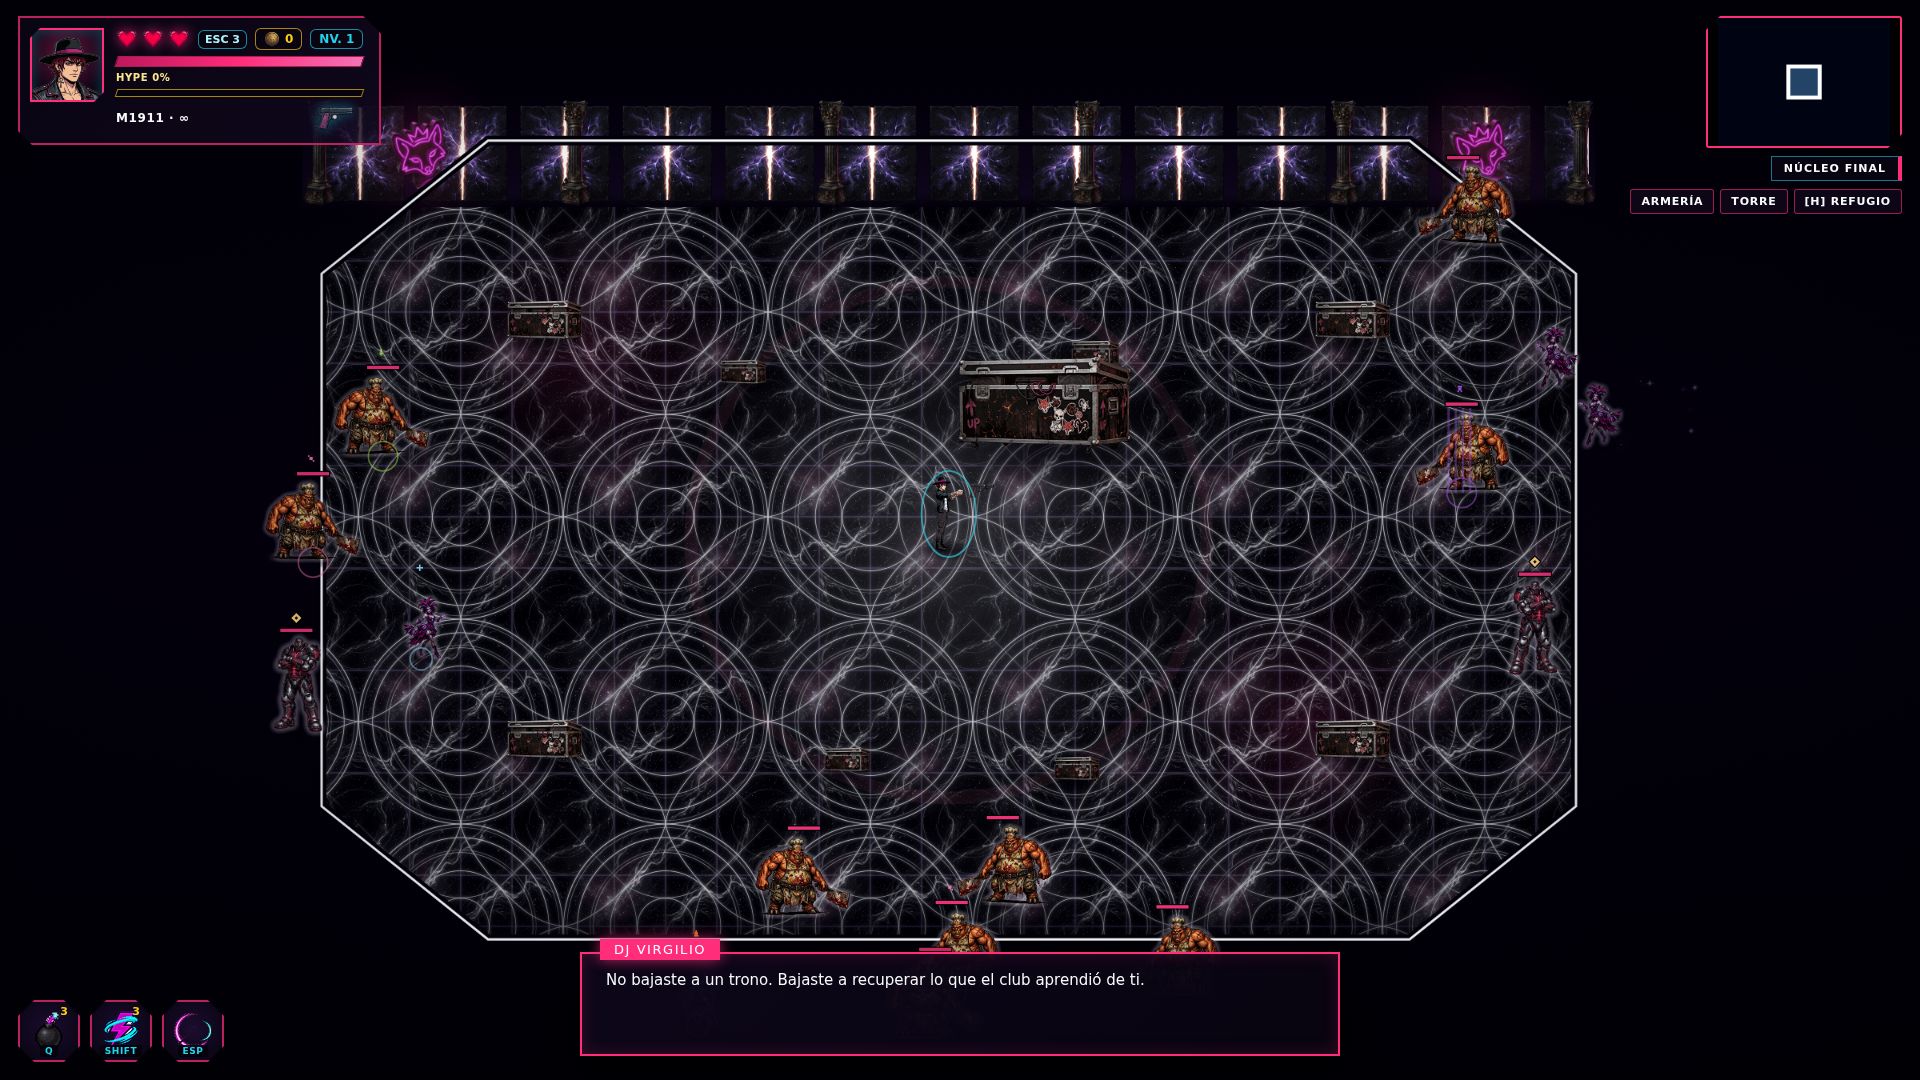 ESC 3
0
NV. 1
HYPE 0%
M1911 · ∞
NÚCLEO FINAL
ARMERÍA
TORRE
[H] REFUGIO
UP
DJ VIRGILIO
No bajaste a un trono. Bajaste a recuperar lo que el club aprendió de ti.
3
Q
3
SHIFT
ESP